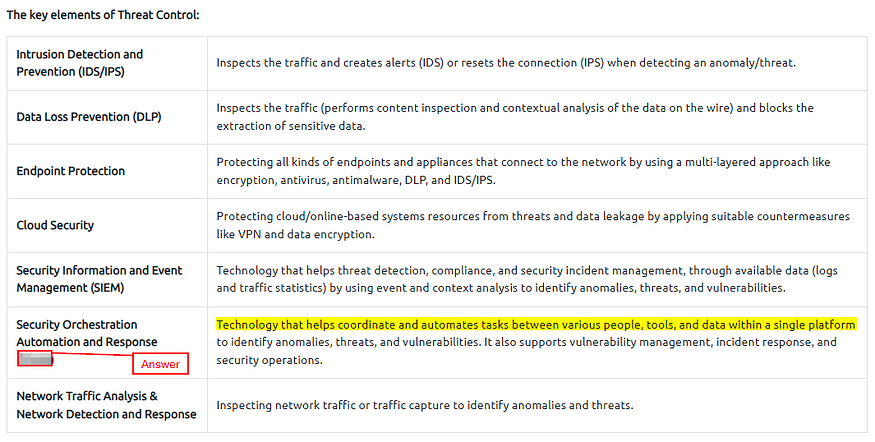 The key elements of Threat Control:
Intrusion Detection and
Prevention (IDS/IPS)
Inspects the traffic and creates alerts (IDS) or resets the connection (IPS) when detecting an anomaly/threat.
Data Loss Prevention (DLP)
Inspects the traffic (performs content inspection and contextual analysis of the data on the wire) and blocks the
extraction of sensitive data.
Endpoint Protection
Protecting all kinds of endpoints and appliances that connect to the network by using a multi-layered approach like
encryption, antivirus, antimalware, DLP, and IDS/IPS.
Cloud Security
Protecting cloud/online-based systems resources from threats and data leakage by applying suitable countermeasures
like VPN and data encryption.
Security Information and Event
Management (SIEM)
Technology that helps threat detection, compliance, and security incident management, through available data (logs
and traffic statistics) by using event and context analysis to identify anomalies, threats, and vulnerabilities.
Security Orchestration
Automation and Response
Answer
Technology that helps coordinate and automates tasks between various people, tools, and data within a single platform
to identify anomalies, threats, and vulnerabilities. It also supports vulnerability management, incident response, and
security operations.
Network Traffic Analysis &
Network Detection and Response
Inspecting network traffic or traffic capture to identify anomalies and threats.